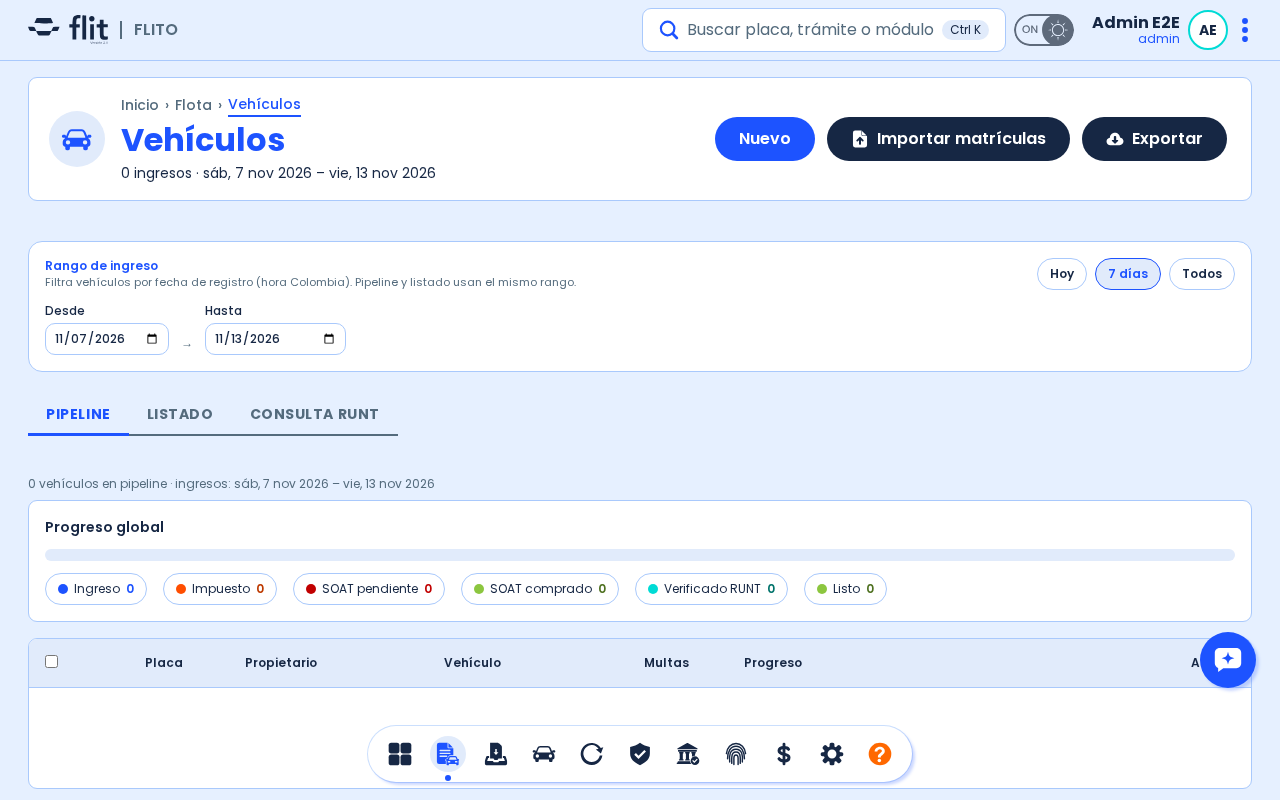 flit
FLITO
Buscar placa, trámite o módulo
Ctrl K
ON
Admin E2E
admin
AE
Inicio › Flota › Vehículos
Vehículos
0 ingresos · sáb, 7 nov 2026 – vie, 13 nov 2026
Nuevo
Importar matrículas
Exportar
Rango de ingreso
Filtra vehículos por fecha de registro (hora Colombia). Pipeline y listado usan el mismo rango.
Hoy
7 días
Todos
Desde
Hasta
11/07/2026
→
11/13/2026
PIPELINE
LISTADO
CONSULTA RUNT
0 vehículos en pipeline · ingresos: sáb, 7 nov 2026 – vie, 13 nov 2026
Progreso global
Ingreso 0
Impuesto 0
SOAT pendiente 0
SOAT comprado 0
Verificado RUNT 0
Listo 0
Placa
Propietario
Vehículo
Multas
Progreso